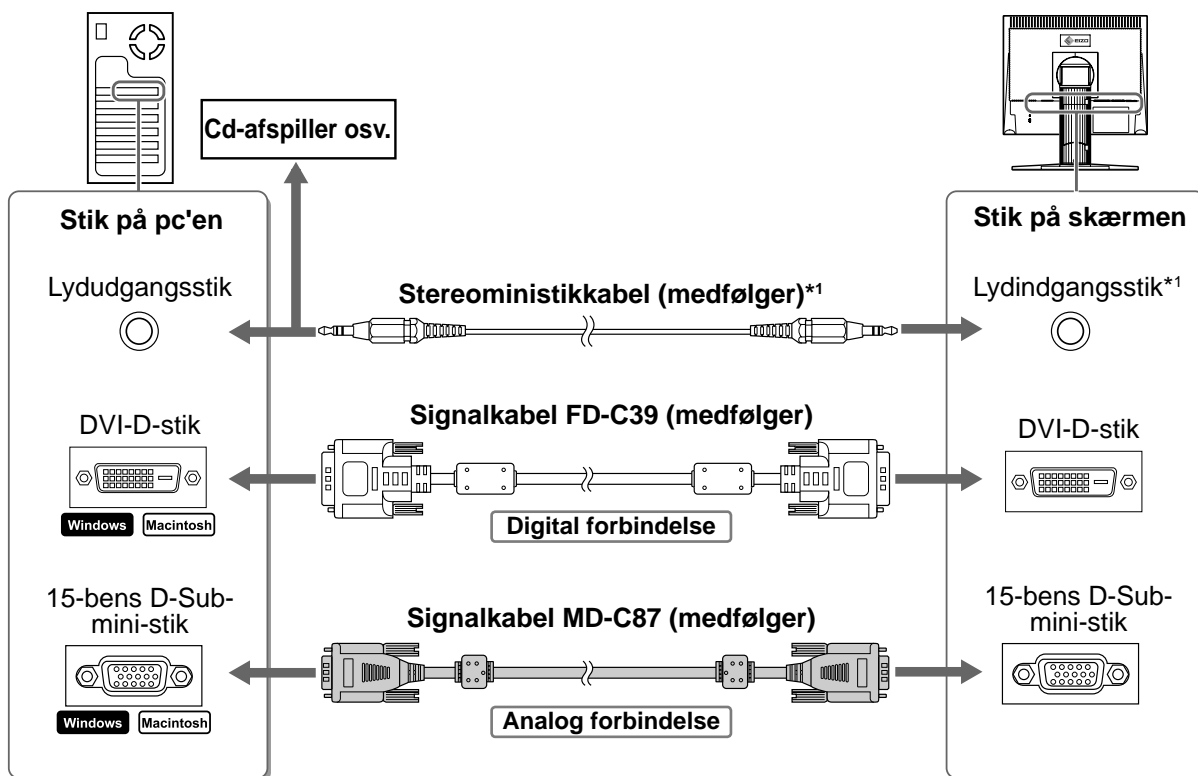 EIZO
Cd-afspiller osv.
Stik på pc'en
Stik på skærmen
Lydudgangsstik
Stereoministikkabel (medfølger)*1
Lydindgangsstik*1
DVI-D-stik
Signalkabel FD-C39 (medfølger)
DVI-D-stik
Windows Macintosh
Digital forbindelse
15-bens D-Sub-
mini-stik
Signalkabel MD-C87 (medfølger)
15-bens D-Sub-
mini-stik
Windows Macintosh
Analog forbindelse